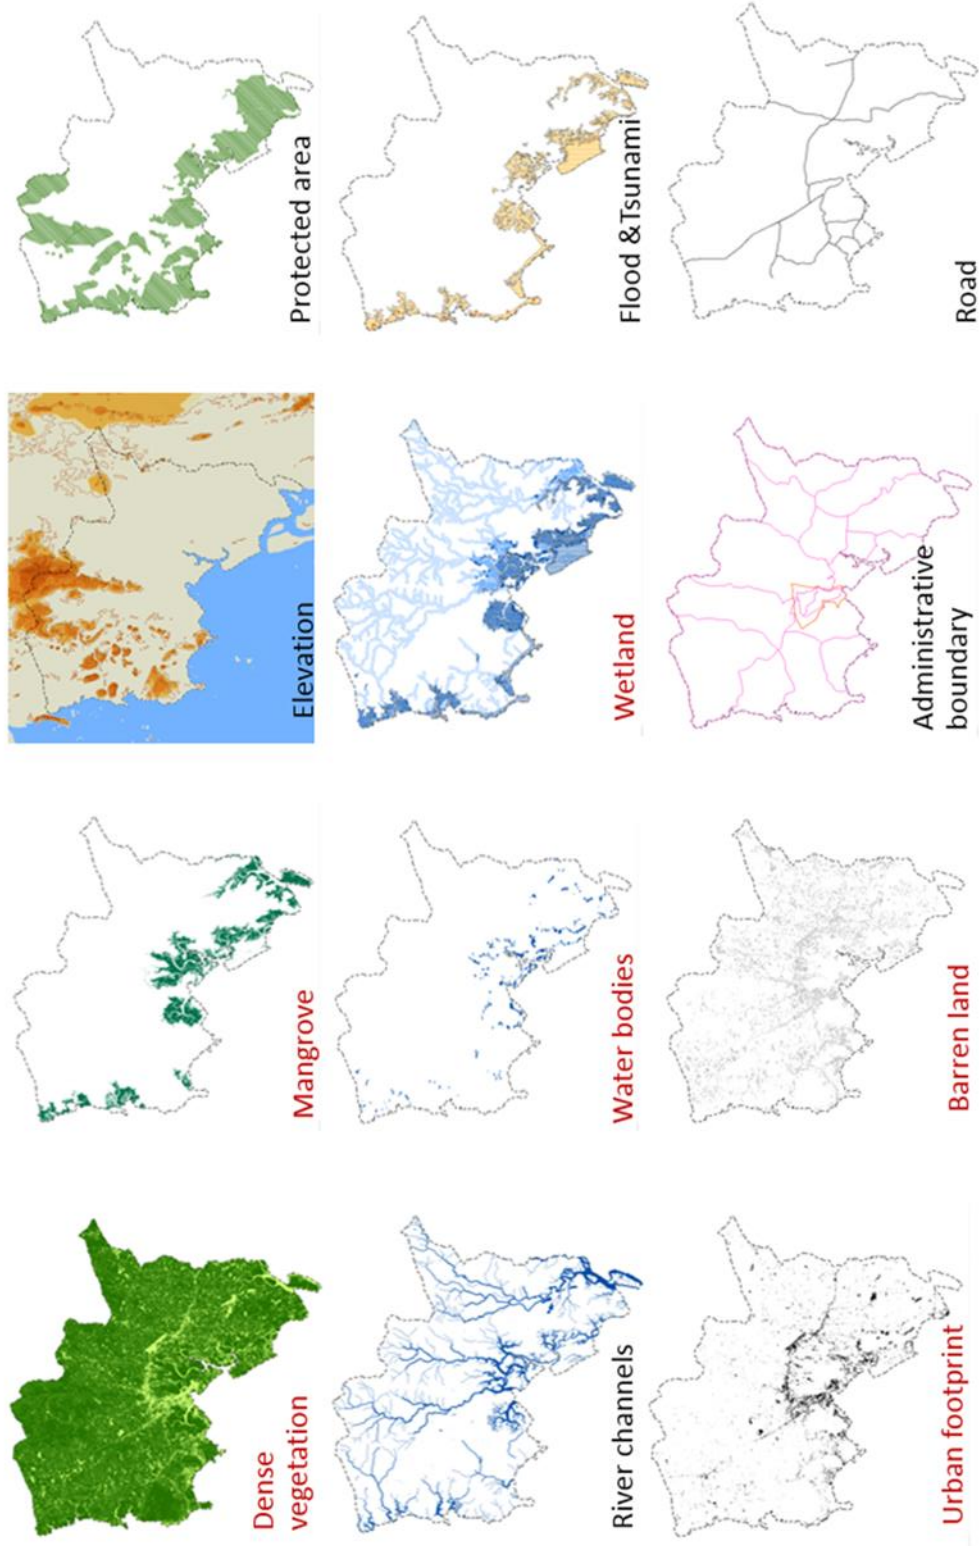 Dense
vegetation
Mangrove
Elevation
Protected area
River channels
Water bodies
Wetland
Flood &Tsunami
Urban footprint
Barren land
Administrative
boundary
Road